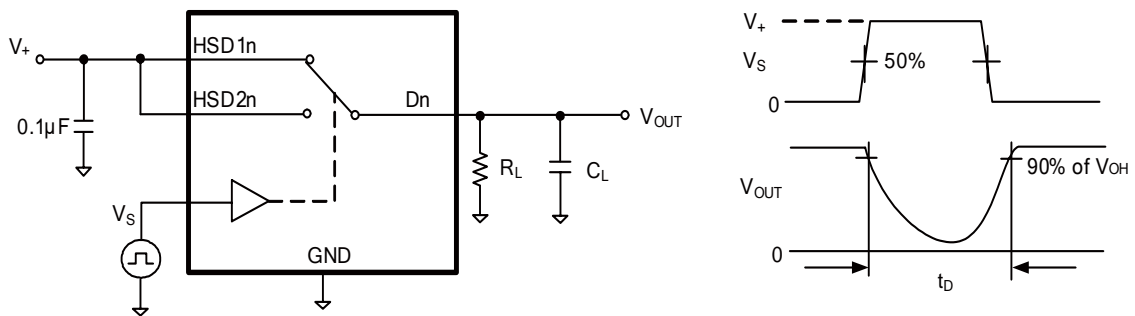 V+
HSD1n
HSD2n
Dn
VOUT
0.1µF
RL
CL
VS
GND
V+
VS
50%
0
VOUT
90% of VOH
0
tD